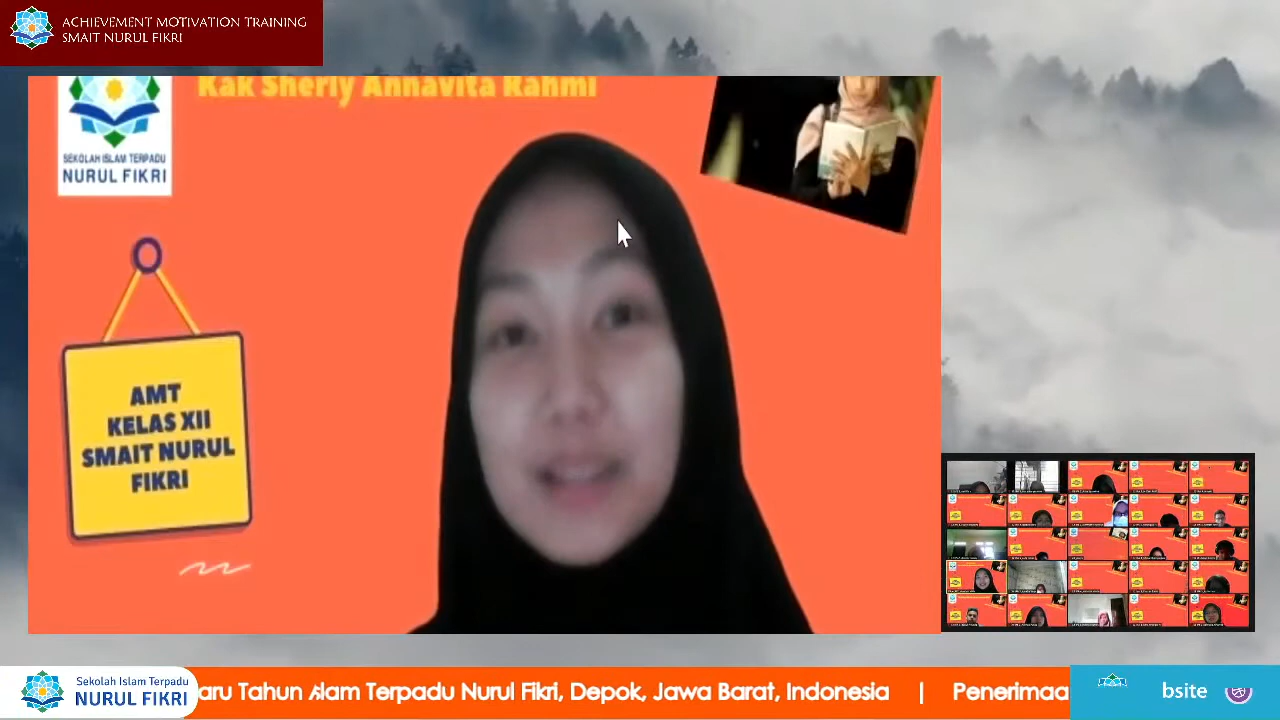 ACHIEVEMENT MOTIVATION TRAINING
SMAIT NURUL FIKRI
Kak Sherly Annavita Rahmi
SEKOLAH ISLAM TERPADU
NURUL FIKRI
AMT
KELAS XII
SMAIT NURUL
FIKRI
Sekolah Islam Terpadu
NURUL FIKRI
aru Tahun slam Terpadu Nurul Fikri, Depok, Jawa Barat, Indonesia | Penerimaa
bsite